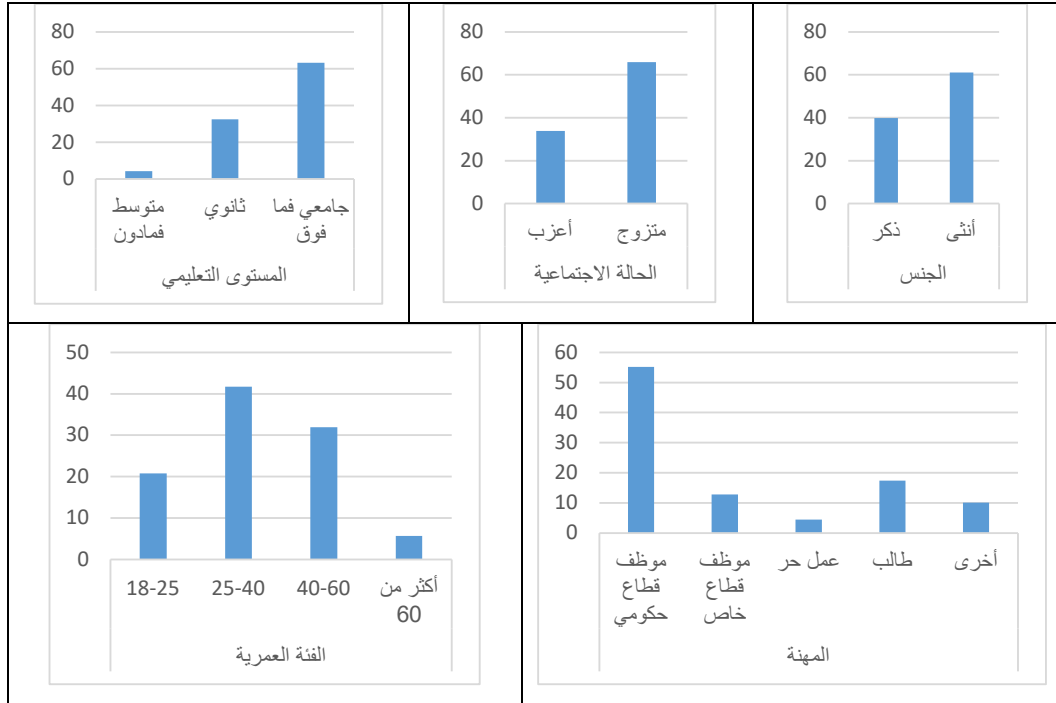 80
60
40
20
0
ذكر
أنثى
الجنس
80
60
40
20
0
أعزب
متزوج
الحالة الاجتماعية
80
60
40
20
0
متوسط
فمادون
ثانوي
جامعي فما
فوق
المستوى التعليمي
60
50
40
30
20
10
0
موظف
قطاع
حكومي
موظف
قطاع
خاص
عمل حر
طالب
أخرى
المهنة
50
40
30
20
10
0
18-25
25-40
40-60
أكثر من
60
الفئة العمرية